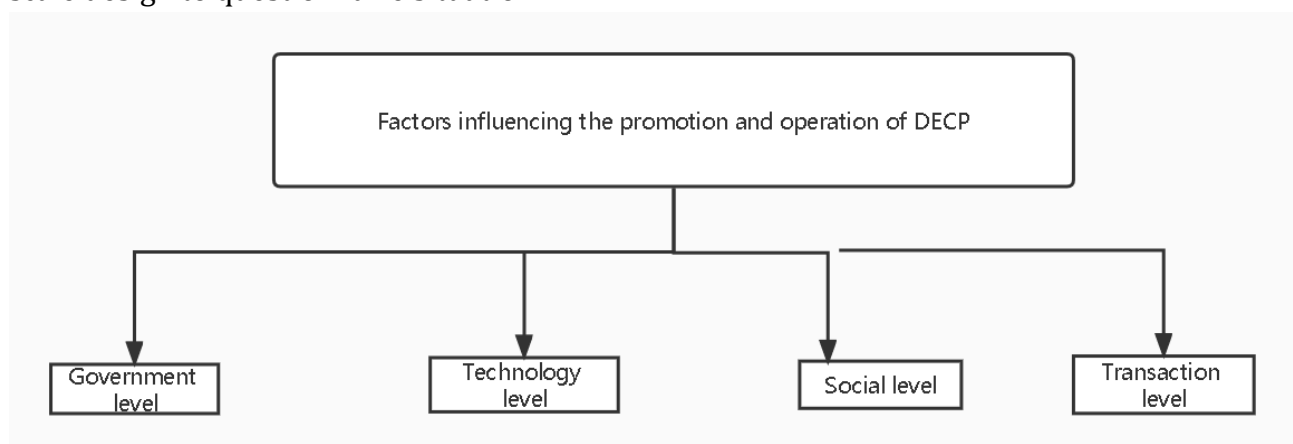 Factors influencing the promotion and operation of DECP
Government
level
Technology
level
Social level
Transaction
level